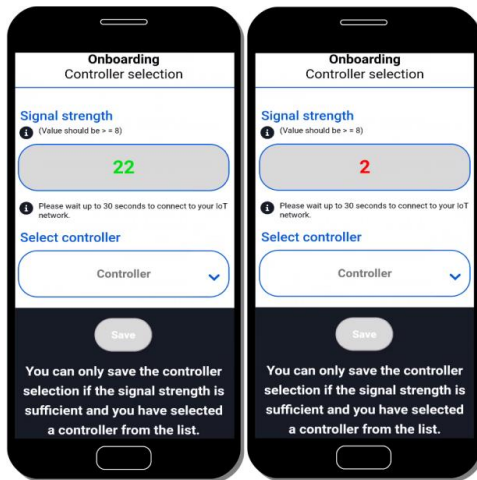 Onboarding
Controller selection
Signal strength
(Value should be > = 8)
22
Please wait up to 30 seconds to connect to your IoT
network.
Select controller
Controller
Save
You can only save the controller
selection if the signal strength is
sufficient and you have selected
a controller from the list.
Onboarding
Controller selection
Signal strength
(Value should be > = 8)
2
Please wait up to 30 seconds to connect to your IoT
network.
Select controller
Controller
Save
You can only save the controller
selection if the signal strength is
sufficient and you have selected
a controller from the list.